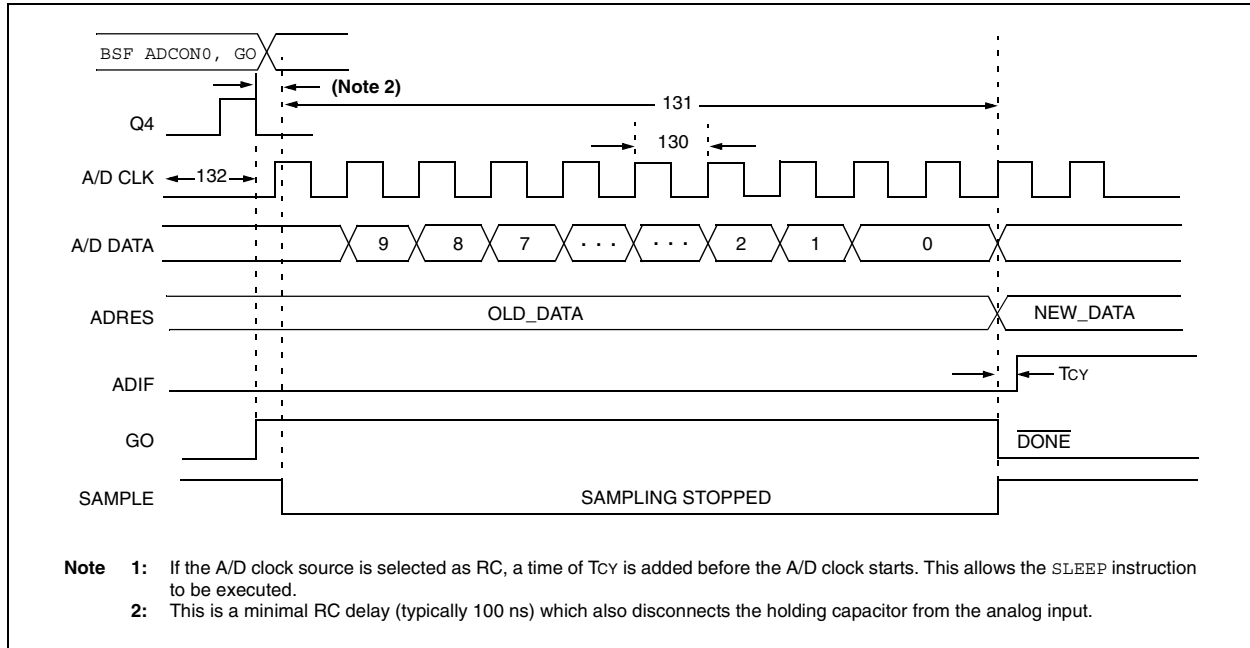 BSF ADCON0, GO
(Note 2)
131
Q4
130
A/D CLK
132
A/D DATA
9 8 7 . . . . . . 2 1 0
ADRES
OLD_DATA
NEW_DATA
ADIF
TCY
GO
DONE
SAMPLE
SAMPLING STOPPED
Note 1: If the A/D clock source is selected as RC, a time of TCY is added before the A/D clock starts. This allows the SLEEP instruction
to be executed.
2: This is a minimal RC delay (typically 100 ns) which also disconnects the holding capacitor from the analog input.